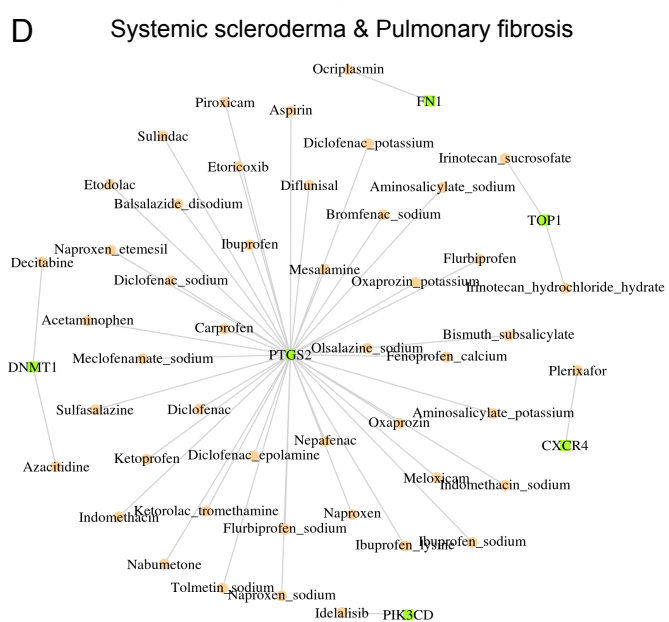 D
Systemic scleroderma & Pulmonary fibrosis
Ocriplasmin
FN1
Piroxicam
Aspirin
Sulindac
Diclofenac_potassium
Irinotecan_sucrosofate
Etoricoxib
Etodolac
Diflunisal
Aminosalicylate_sodium
Balsalazide_disodium
Bromfenac_sodium
TOP1
Naproxen_etemesil
Ibuprofen
Decitabine
Flurbiprofen
Mesalamine
Diclofenac_sodium
Oxaprozin_potassium
Irinotecan_hydrochloride_hydrate
Acetaminophen
Carprofen
Bismuth_subsalicylate
Olsalazine_sodium
PTGS2
Fenoprofen_calcium
Meclofenamate_sodium
DNMT1
Plerixafor
Sulfasalazine
Diclofenac
Aminosalicylate_potassium
Oxaprozin
Nepafenac
CXCR4
Diclofenac_epolamine
Ketoprofen
Azacitidine
Meloxicam
Indomethacin_sodium
Ketorolac_tromethamine
Indomethacin
Naproxen
Flurbiprofen_sodium
Ibuprofen_lysine
Ibuprofen_sodium
Nabumetone
Tolmetin_sodium
Naproxen_sodium
Idelalisib
PIK3CD